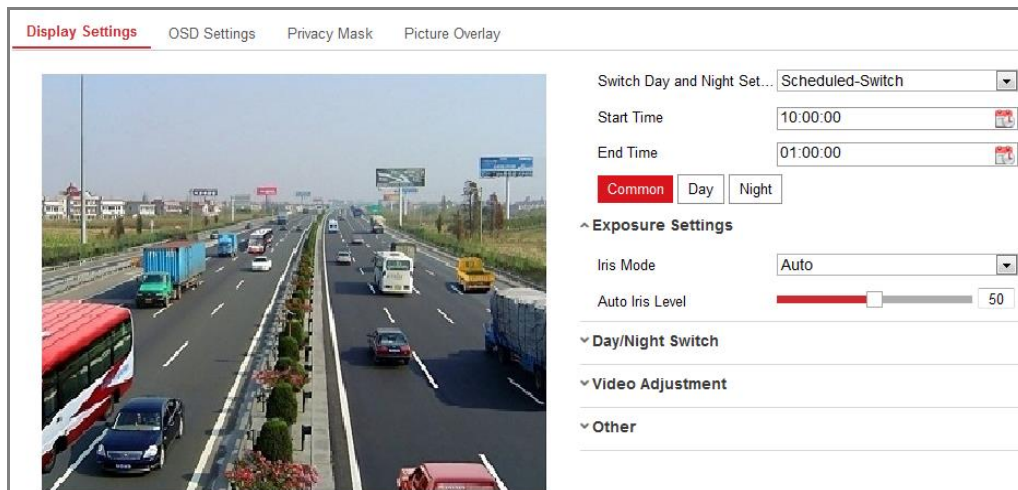 Display Settings OSD Settings Privacy Mask Picture Overlay
Switch Day and Night Set... Scheduled-Switch
Start Time 10:00:00
End Time 01:00:00
Common Day Night
Exposure Settings
Iris Mode Auto
Auto Iris Level 50
Day/Night Switch
Video Adjustment
Other